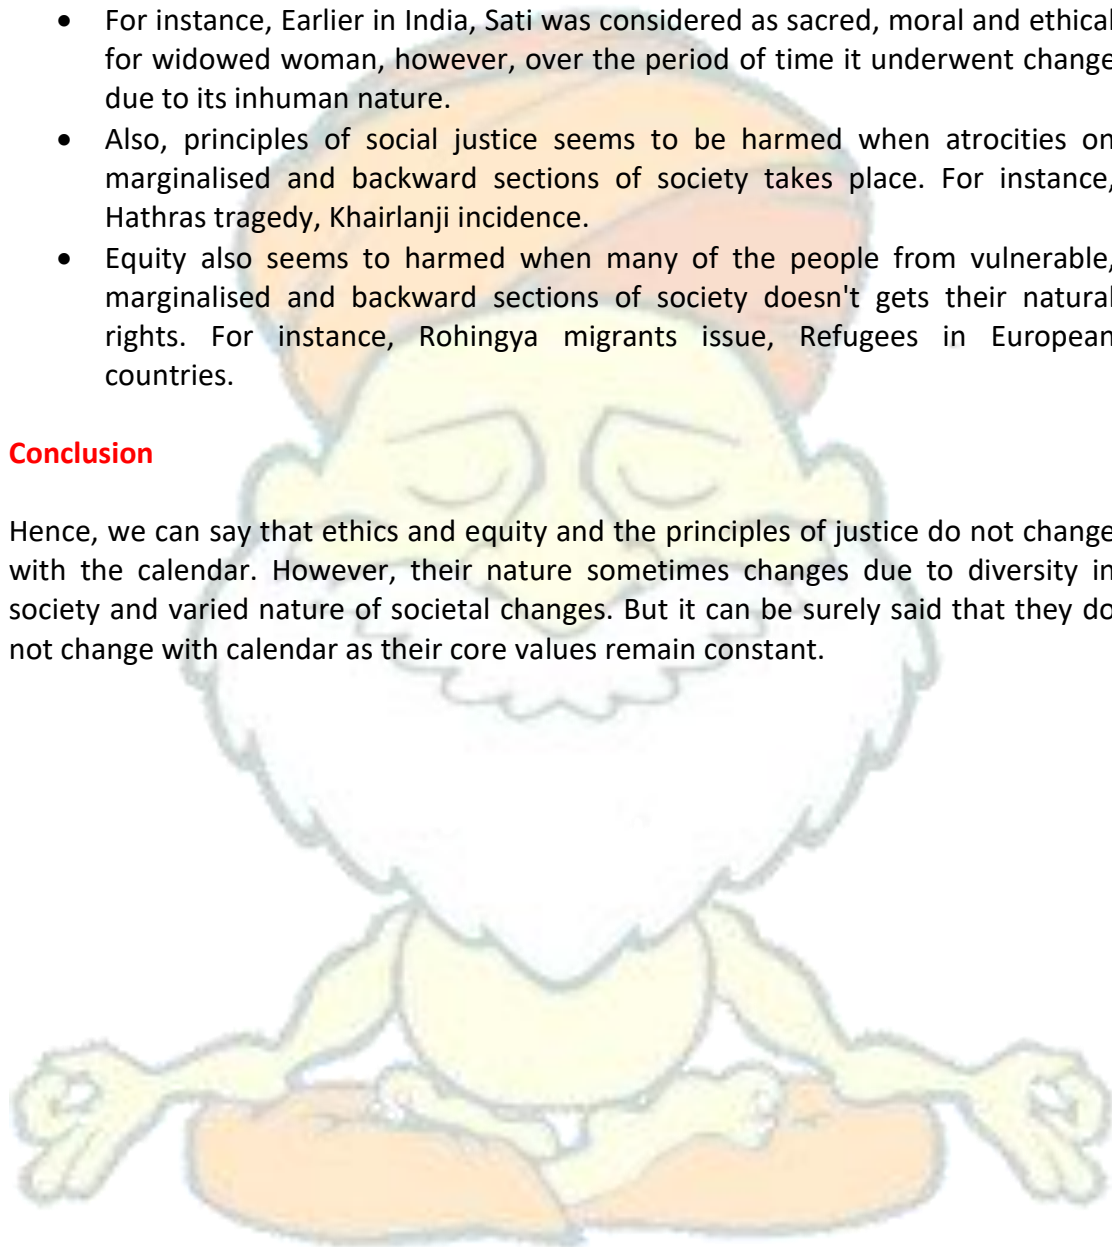 • For instance, Earlier in India, Sati was considered as sacred, moral and ethical
for widowed woman, however, over the period of time it underwent change
due to its inhuman nature.
• Also, principles of social justice seems to be harmed when atrocities on
marginalised and backward sections of society takes place. For instance,
Hathras tragedy, Khairlanji incidence.
• Equity also seems to harmed when many of the people from vulnerable,
marginalised and backward sections of society doesn't gets their natural
rights. For instance, Rohingya migrants issue, Refugees in European
countries.
Conclusion
Hence, we can say that ethics and equity and the principles of justice do not change
with the calendar. However, their nature sometimes changes due to diversity in
society and varied nature of societal changes. But it can be surely said that they do
not change with calendar as their core values remain constant.